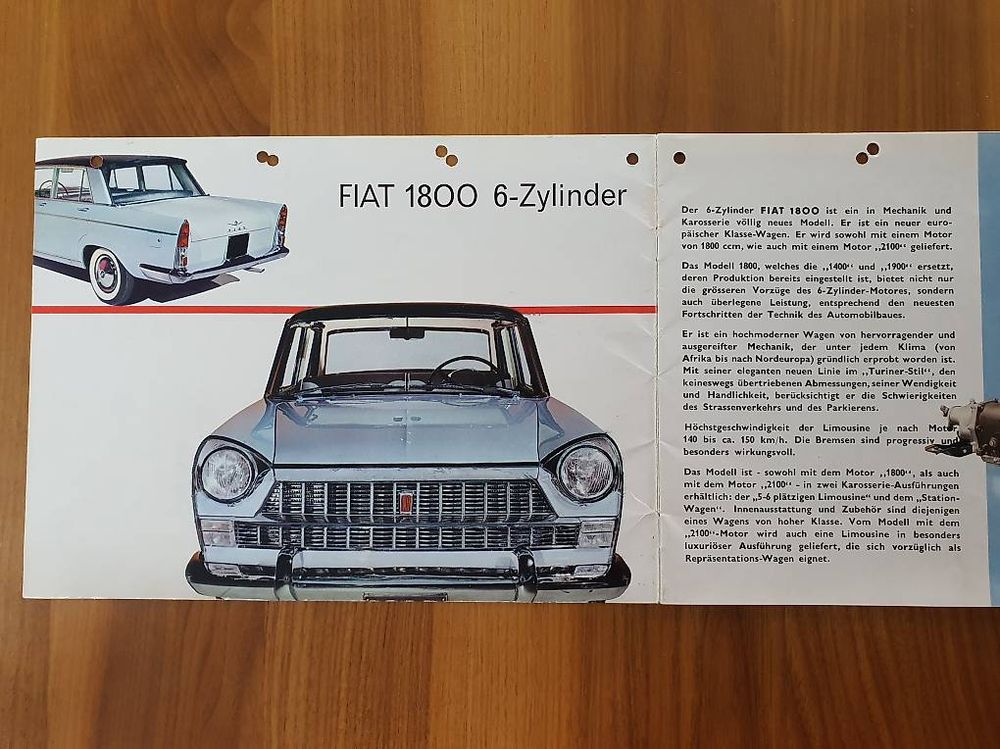 FIAT 1800 6-Zylinder
Der 6-Zylinder FIAT 1800 ist ein in Mechanik und
Karosserie völlig neues Modell. Er ist ein neuer euro-
päischer Klasse-Wagen. Er wird sowohl mit einem Motor
von 1800 ccm, wie auch mit einem Motor „2100“ geliefert.
Das Modell 1800, welches die „1400“ und „1900“ ersetzt,
deren Produktion bereits eingestellt ist, bietet nicht nur
die grösseren Vorzüge des 6-Zylinder-Motores, sondern
auch überlegene Leistung, entsprechend den neuesten
Fortschritten der Technik des Automobilbaues.
Er ist ein hochmoderner Wagen von hervorragender und
ausgereifter Mechanik, der unter jedem Klima (von
Afrika bis nach Nordeuropa) gründlich erprobt worden ist.
Mit seiner eleganten neuen Linie im „Turiner-Stil“, den
keineswegs übertriebenen Abmessungen, seiner Wendigkeit
und Handlichkeit, berücksichtigt er die Schwierigkeiten
des Strassenverkehrs und des Parkierens.
Höchstgeschwindigkeit der Limousine je nach Motor
140 bis ca. 150 km/h. Die Bremsen sind progressiv und
besonders wirkungsvoll.
Das Modell ist - sowohl mit dem Motor „1800“, als auch
mit dem Motor „2100“ - in zwei Karosserie-Ausführungen
erhältlich: der „5-6 plätzigen Limousine“ und dem „Station-
Wagen“. Innenausstattung und Zubehör sind diejenigen
eines Wagens von hoher Klasse. Vom Modell mit dem
„2100“-Motor wird auch eine Limousine in besonders
luxuriöser Ausführung geliefert, die sich vorzüglich als
Repräsentations-Wagen eignet.